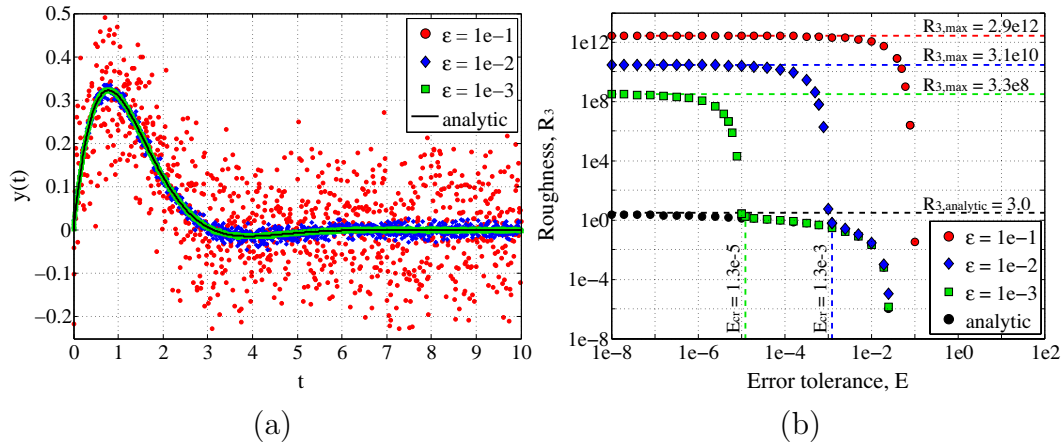 0.5
0.4
0.3
0.2
0.1
0
−0.1
−0.2
y(t)
ε = 1e−1
ε = 1e−2
ε = 1e−3
analytic
0 1 2 3 4 5 6 7 8 9 10
t
(a)
1e12
1e8
1e4
1e0
1e−4
1e−8
Roughness, R3
R3,max = 2.9e12
R3,max = 3.1e10
R3,max = 3.3e8
R3,analytic = 3.0
Ecr = 1.3e-5
Ecr = 1.3e-3
ε = 1e−1
ε = 1e−2
ε = 1e−3
analytic
1e−8 1e−6 1e−4 1e−2 1e0 1e2
Error tolerance, E
(b)